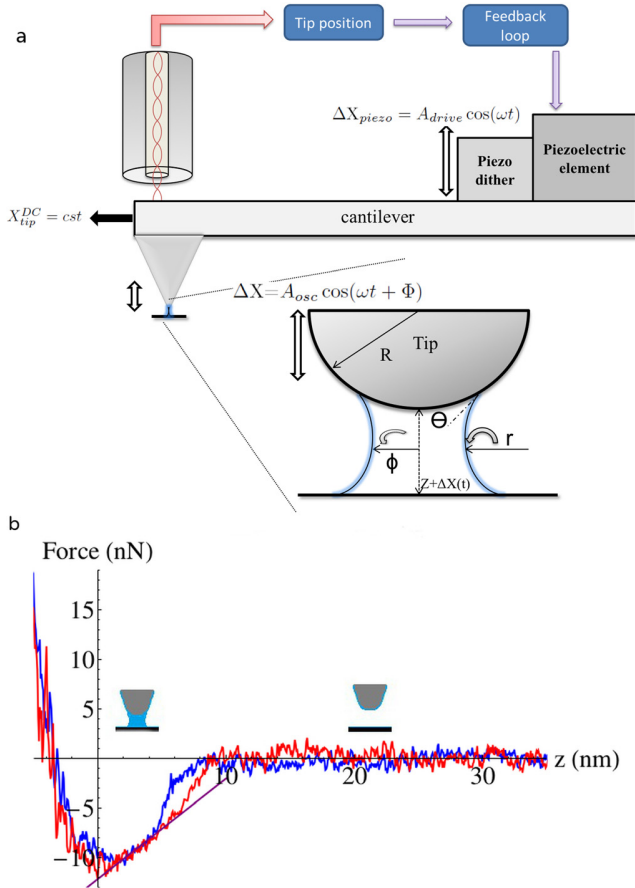 a
Tip position
Feedback
loop
ΔX_piezo = A_drive cos(ωt)
Piezo
dither
Piezoelectric
element
X_tip^DC = cst
cantilever
ΔX=A_osc cos(ωt + Φ)
R
Tip
Θ
r
ϕ
Z+ΔX(t)
b
Force (nN)
15
10
5
-5
-10
10
20
30
z (nm)